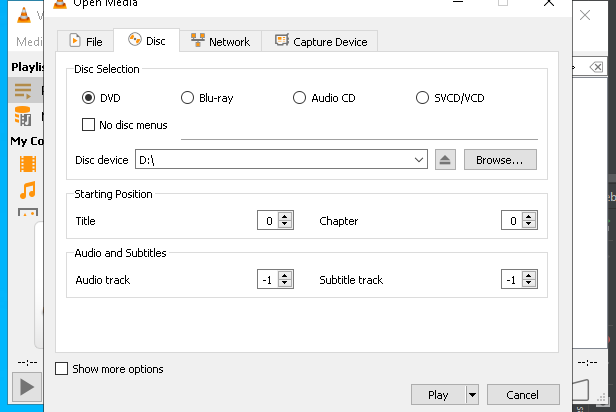 Open Media
Medi
File
Disc
Network
Capture Device
Playlis
Disc Selection
DVD
Blu-ray
Audio CD
SVCD/VCD
No disc menus
My Co
Disc device
D:\
Browse...
Starting Position
Title
0
Chapter
0
Audio and Subtitles
Audio track
-1
Subtitle track
-1
--:--
--:--
Show more options
Play
Cancel